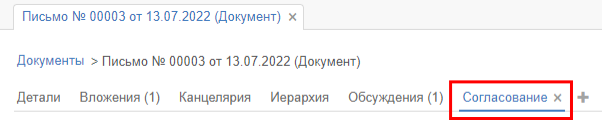 Письмо № 00003 от 13.07.2022 (Документ) ×
Документы > Письмо № 00003 от 13.07.2022 (Документ)
Детали Вложения (1) Канцелярия Иерархия Обсуждения (1) Согласование × +